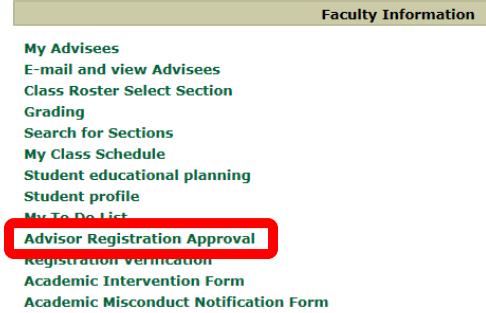 Faculty Information
My Advisees
E-mail and view Advisees
Class Roster Select Section
Grading
Search for Sections
My Class Schedule
Student educational planning
Student profile
My To Do List
Advisor Registration Approval
Registration Verification
Academic Intervention Form
Academic Misconduct Notification Form